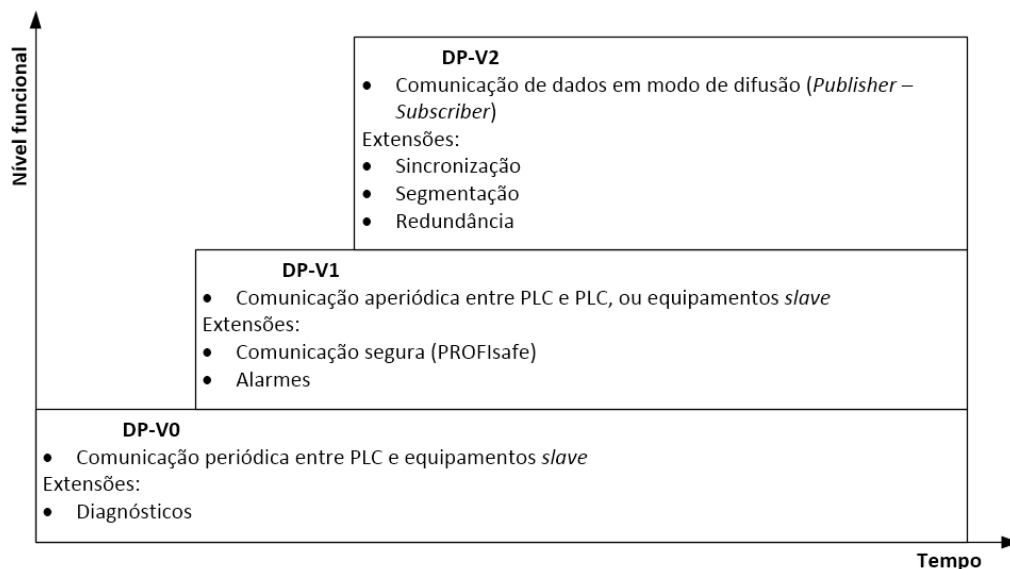 Nível funcional
DP-V2
• Comunicação de dados em modo de difusão (Publisher –
Subscriber)
Extensões:
• Sincronização
• Segmentação
• Redundância
DP-V1
• Comunicação aperiódica entre PLC e PLC, ou equipamentos slave
Extensões:
• Comunicação segura (PROFIsafe)
• Alarmes
DP-V0
• Comunicação periódica entre PLC e equipamentos slave
Extensões:
• Diagnósticos
Tempo